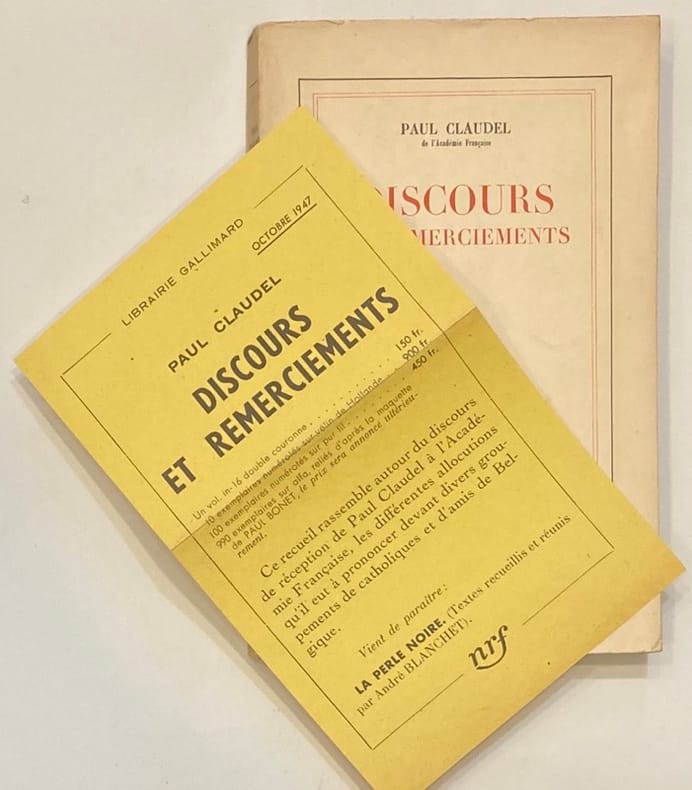 PAUL CLAUDEL
de l'Académie Française
DISCOURS
MERCIEMENTS
LIBRAIRIE GALLIMARD
OCTOBRE 1947
PAUL CLAUDEL
DISCOURS
ET REMERCIEMENTS
Un vol. in-16 double couronne . . . . . . . . . . 150 fr.
10 exemplaires numérotés sur vélin de Hollande . . . 900 fr.
100 exemplaires numérotés sur pur fil . . . . . . . . 450 fr.
990 exemplaires sur alfa, reliés d'après la maquette
de PAUL BONET, le prix sera annoncé ultérieu-
rement.
Ce recueil rassemble autour du discours
de réception de Paul Claudel à l'Acadé-
mie Française, les différentes allocutions
qu'il eut à prononcer devant divers grou-
pements de catholiques et d'amis de Bel-
gique.
Vient de paraître :
LA PERLE NOIRE. (Textes recueillis et réunis
par André BLANCHET).
nrf